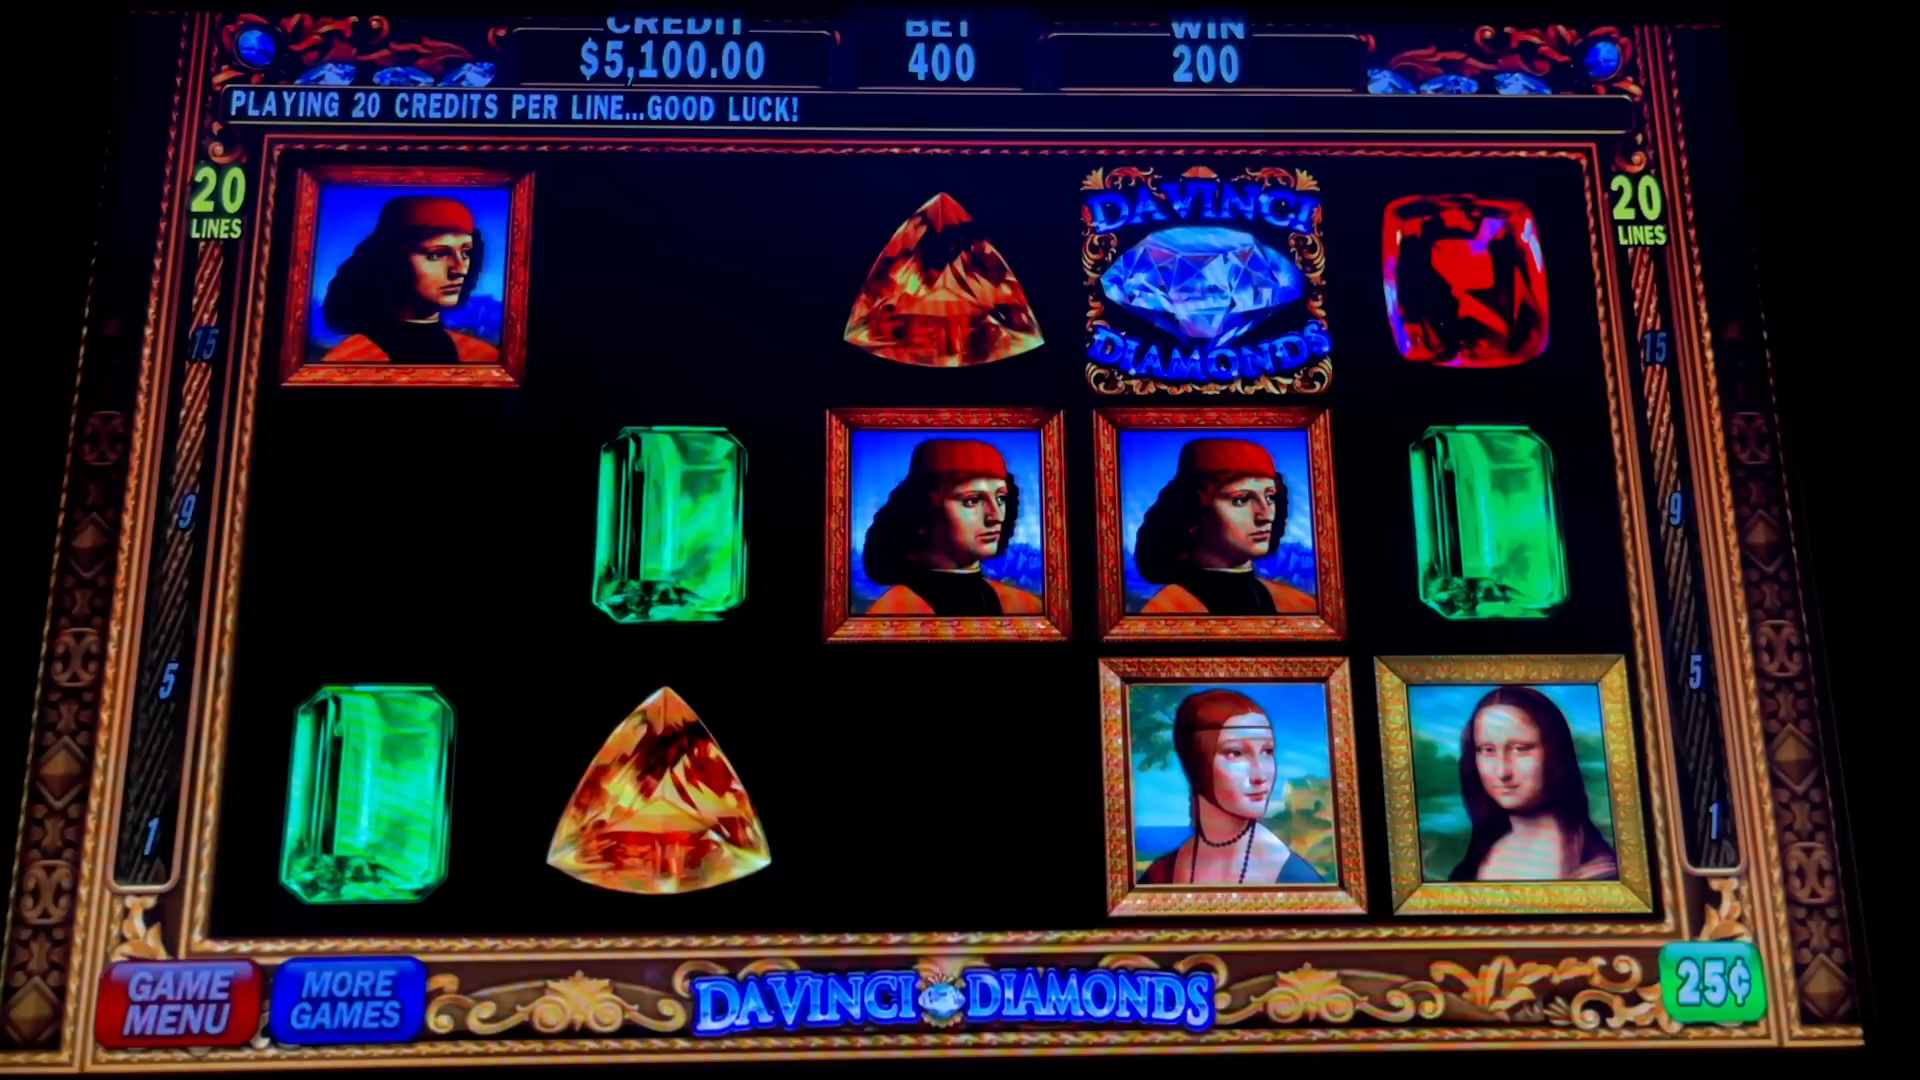 CREDIT BET WIN
$5,100.00 400 200
PLAYING 20 CREDITS PER LINE...GOOD LUCK!
20 20
LINES LINES
DAVINCI
DIAMONDS
15 15
9 9
5 5
1 1
GAME MENU
MORE GAMES
DAVINCI DIAMONDS
25¢